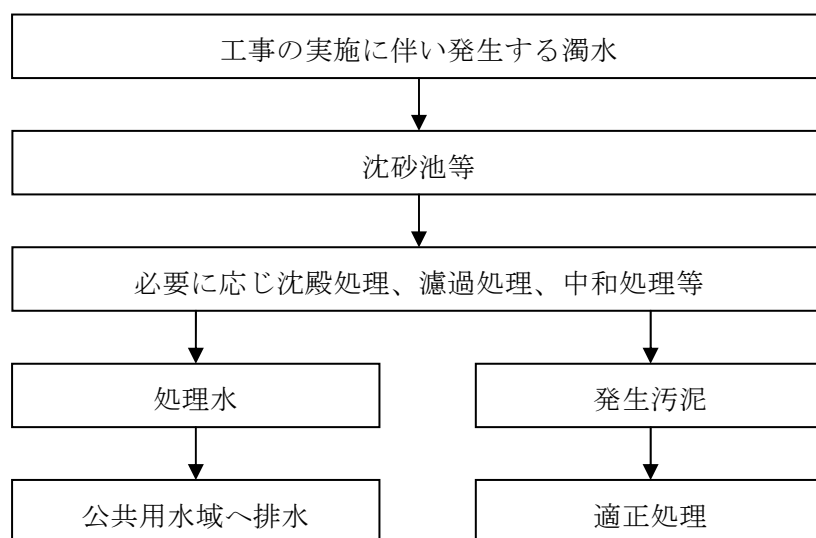 工事の実施に伴い発生する濁水
沈砂池等
必要に応じ沈殿処理、濾過処理、中和処理等
処理水
発生汚泥
公共用水域へ排水
適正処理